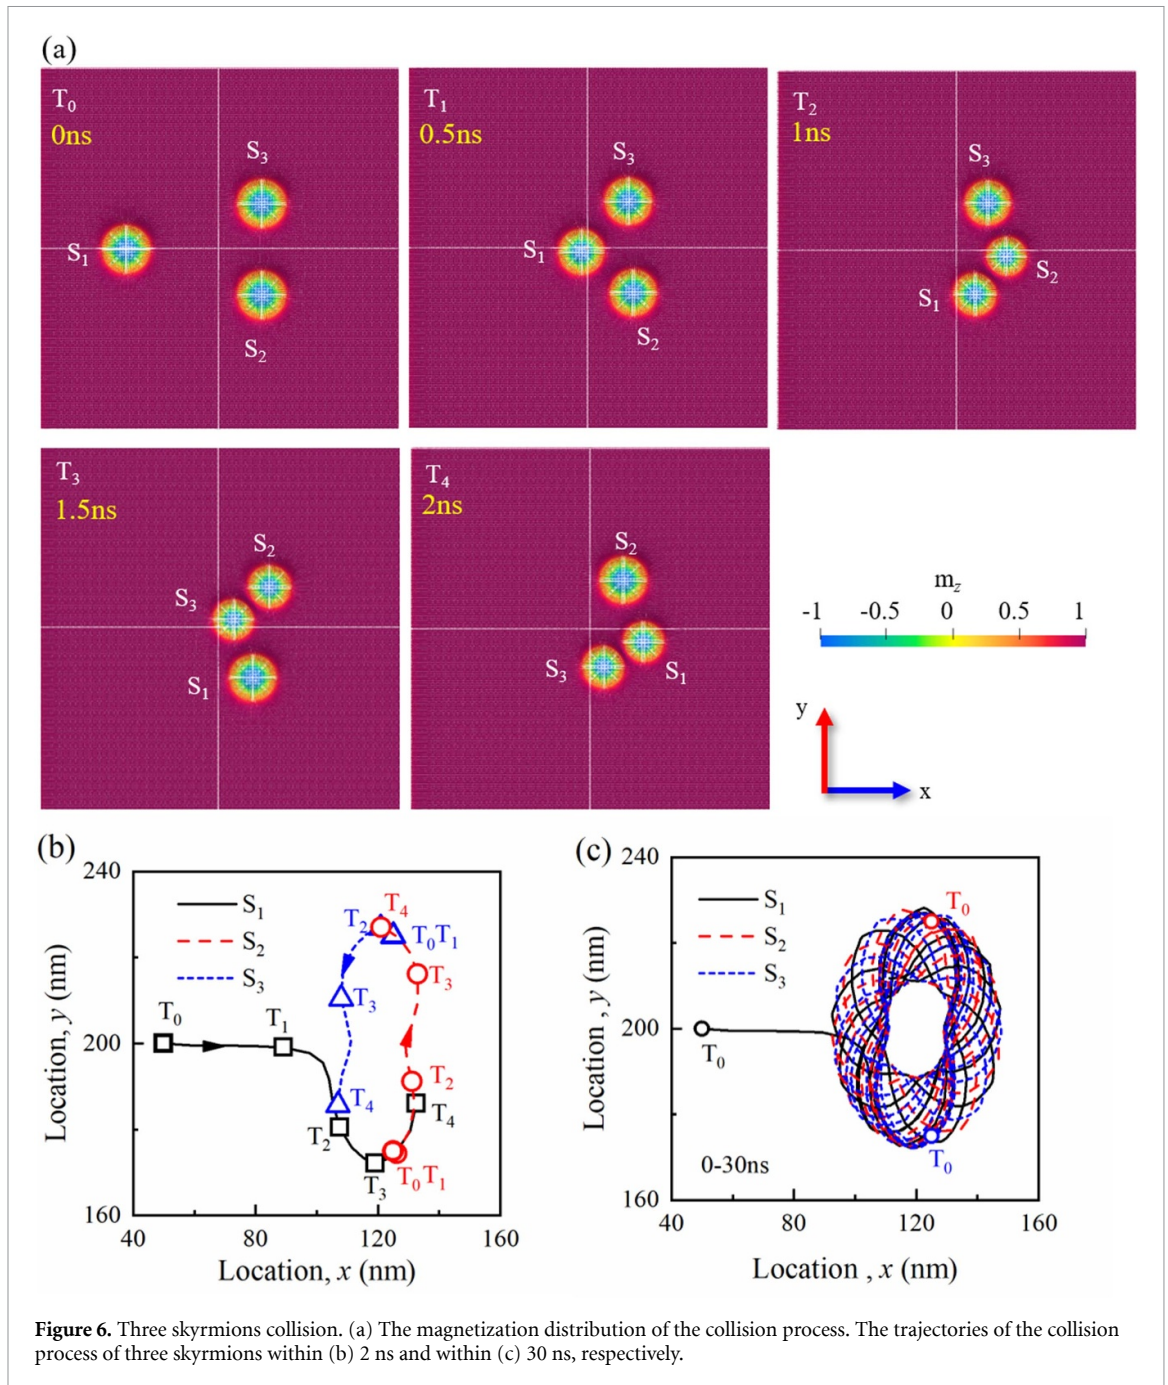 (a)
T₀
0ns
S₃
S₁
S₂
T₁
0.5ns
S₃
S₁
S₂
T₂
1ns
S₃
S₂
S₁
T₃
1.5ns
S₂
S₃
S₁
T₄
2ns
S₂
S₃
S₁
m_z
-1 -0.5 0 0.5 1
y
x
(b)
240
200
160
40 80 120 160
Location, y (nm)
Location, x (nm)
S₁
S₂
S₃
T₀
T₁
T₂
T₄
T₀T₁
T₃
T₃
T₂
T₄
T₄
T₂
T₃
T₀T₁
(c)
240
200
160
40 80 120 160
Location , y (nm)
Location , x (nm)
S₁
S₂
S₃
T₀
T₀
T₀
0-30ns
Figure 6. Three skyrmions collision. (a) The magnetization distribution of the collision process. The trajectories of the collision
process of three skyrmions within (b) 2 ns and within (c) 30 ns, respectively.